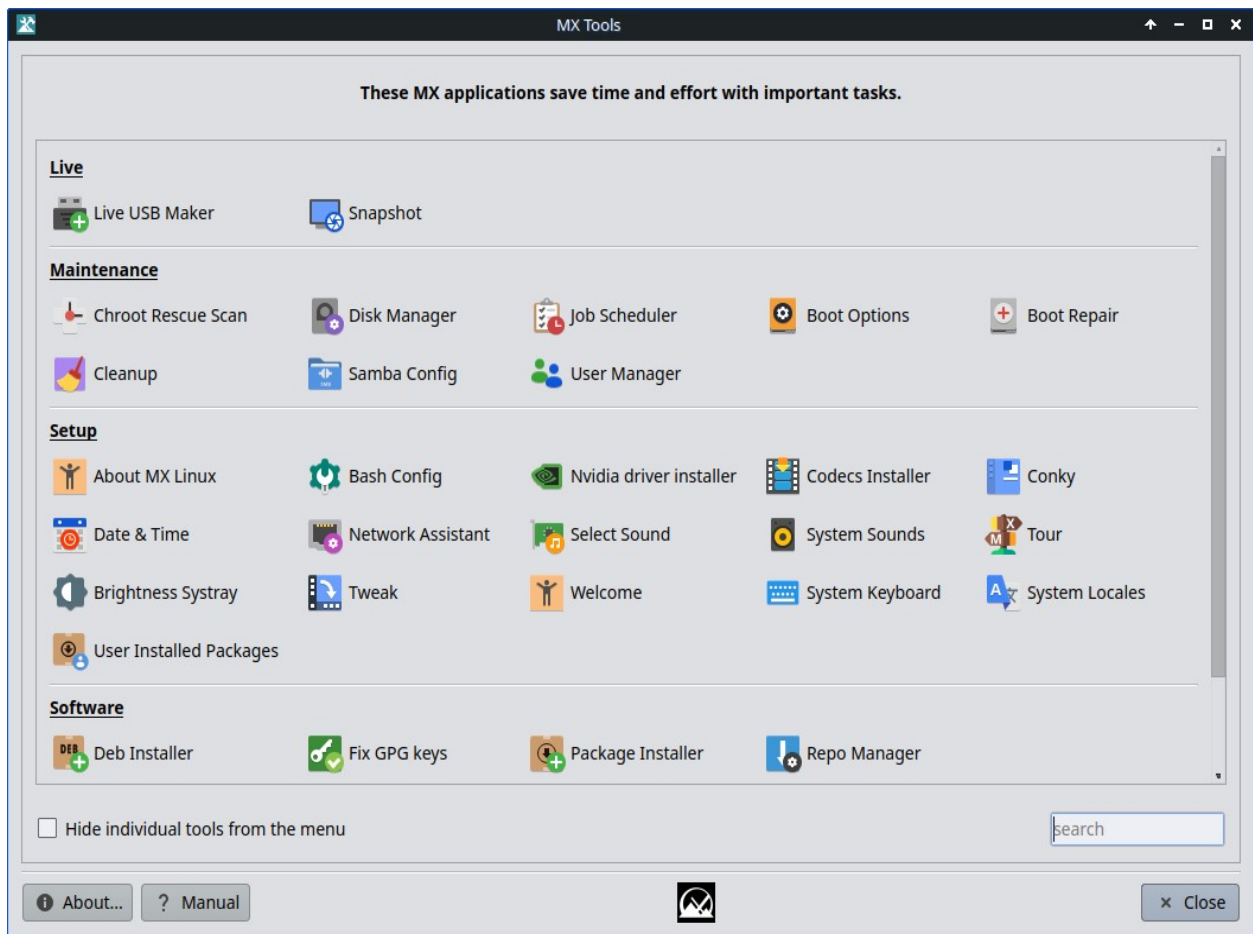 MX Tools
These MX applications save time and effort with important tasks.
Live
Live USB Maker Snapshot
Maintenance
Chroot Rescue Scan Disk Manager Job Scheduler Boot Options Boot Repair
Cleanup Samba Config User Manager
Setup
About MX Linux Bash Config Nvidia driver installer Codecs Installer Conky
Date & Time Network Assistant Select Sound System Sounds Tour
Brightness Systray Tweak Welcome System Keyboard System Locales
User Installed Packages
Software
DEB Deb Installer Fix GPG keys Package Installer Repo Manager
Hide individual tools from the menu search
About... ? Manual Close